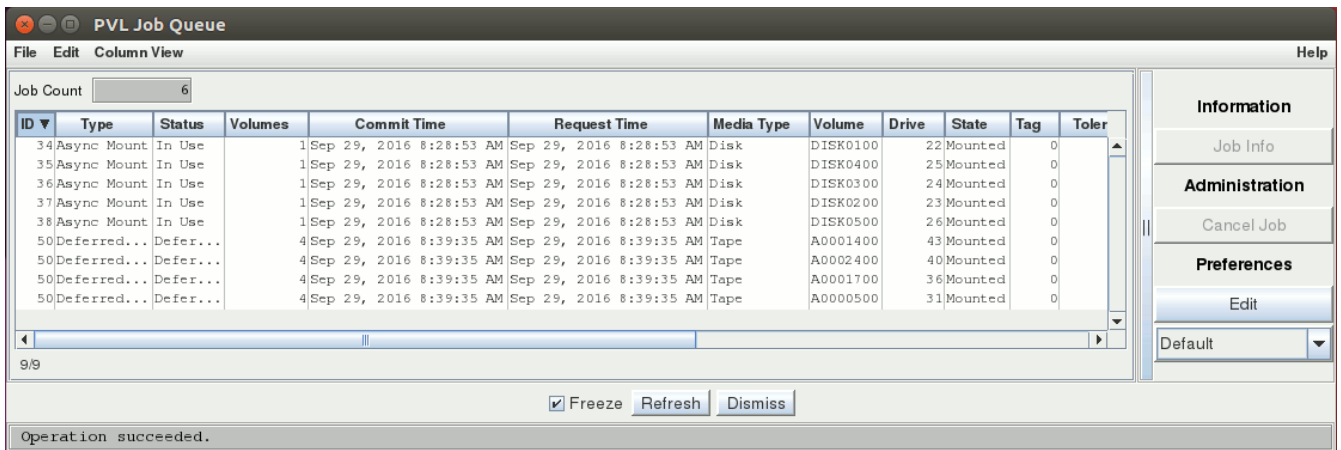 PVL Job Queue
File Edit Column View Help
Job Count 6
Information
ID ▼ Type Status Volumes Commit Time Request Time Media Type Volume Drive State Tag Toler
34 Async Mount In Use 1 Sep 29, 2016 8:28:53 AM Sep 29, 2016 8:28:53 AM Disk DISK0100 22 Mounted 0
Job Info
35 Async Mount In Use 1 Sep 29, 2016 8:28:53 AM Sep 29, 2016 8:28:53 AM Disk DISK0400 25 Mounted 0
36 Async Mount In Use 1 Sep 29, 2016 8:28:53 AM Sep 29, 2016 8:28:53 AM Disk DISK0300 24 Mounted 0
Administration
37 Async Mount In Use 1 Sep 29, 2016 8:28:53 AM Sep 29, 2016 8:28:53 AM Disk DISK0200 23 Mounted 0
38 Async Mount In Use 1 Sep 29, 2016 8:28:53 AM Sep 29, 2016 8:28:53 AM Disk DISK0500 26 Mounted 0
Cancel Job
50 Deferred... Defer... 4 Sep 29, 2016 8:39:35 AM Sep 29, 2016 8:39:35 AM Tape A0001400 43 Mounted 0
50 Deferred... Defer... 4 Sep 29, 2016 8:39:35 AM Sep 29, 2016 8:39:35 AM Tape A0002400 40 Mounted 0
Preferences
50 Deferred... Defer... 4 Sep 29, 2016 8:39:35 AM Sep 29, 2016 8:39:35 AM Tape A0001700 36 Mounted 0
50 Deferred... Defer... 4 Sep 29, 2016 8:39:35 AM Sep 29, 2016 8:39:35 AM Tape A0000500 31 Mounted 0
Edit
Default
9/9
Freeze Refresh Dismiss
Operation succeeded.